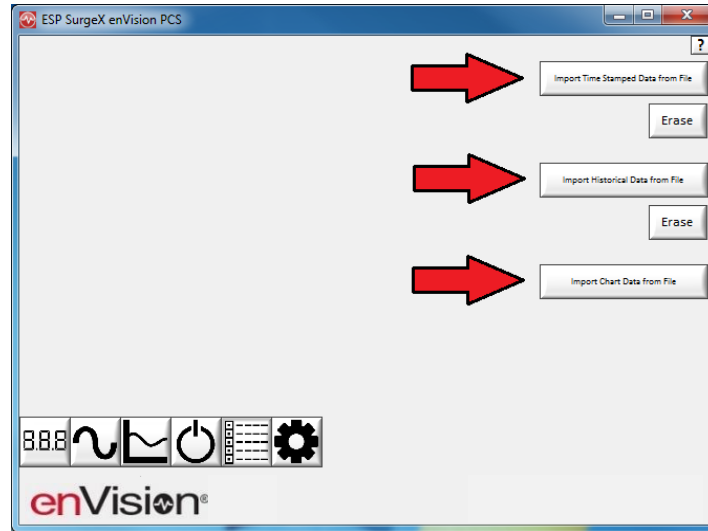 ESP SurgeX enVision PCS
?
Import Time Stamped Data from File
Erase
Import Historical Data from File
Erase
Import Chart Data from File
8.8.8
enVision®